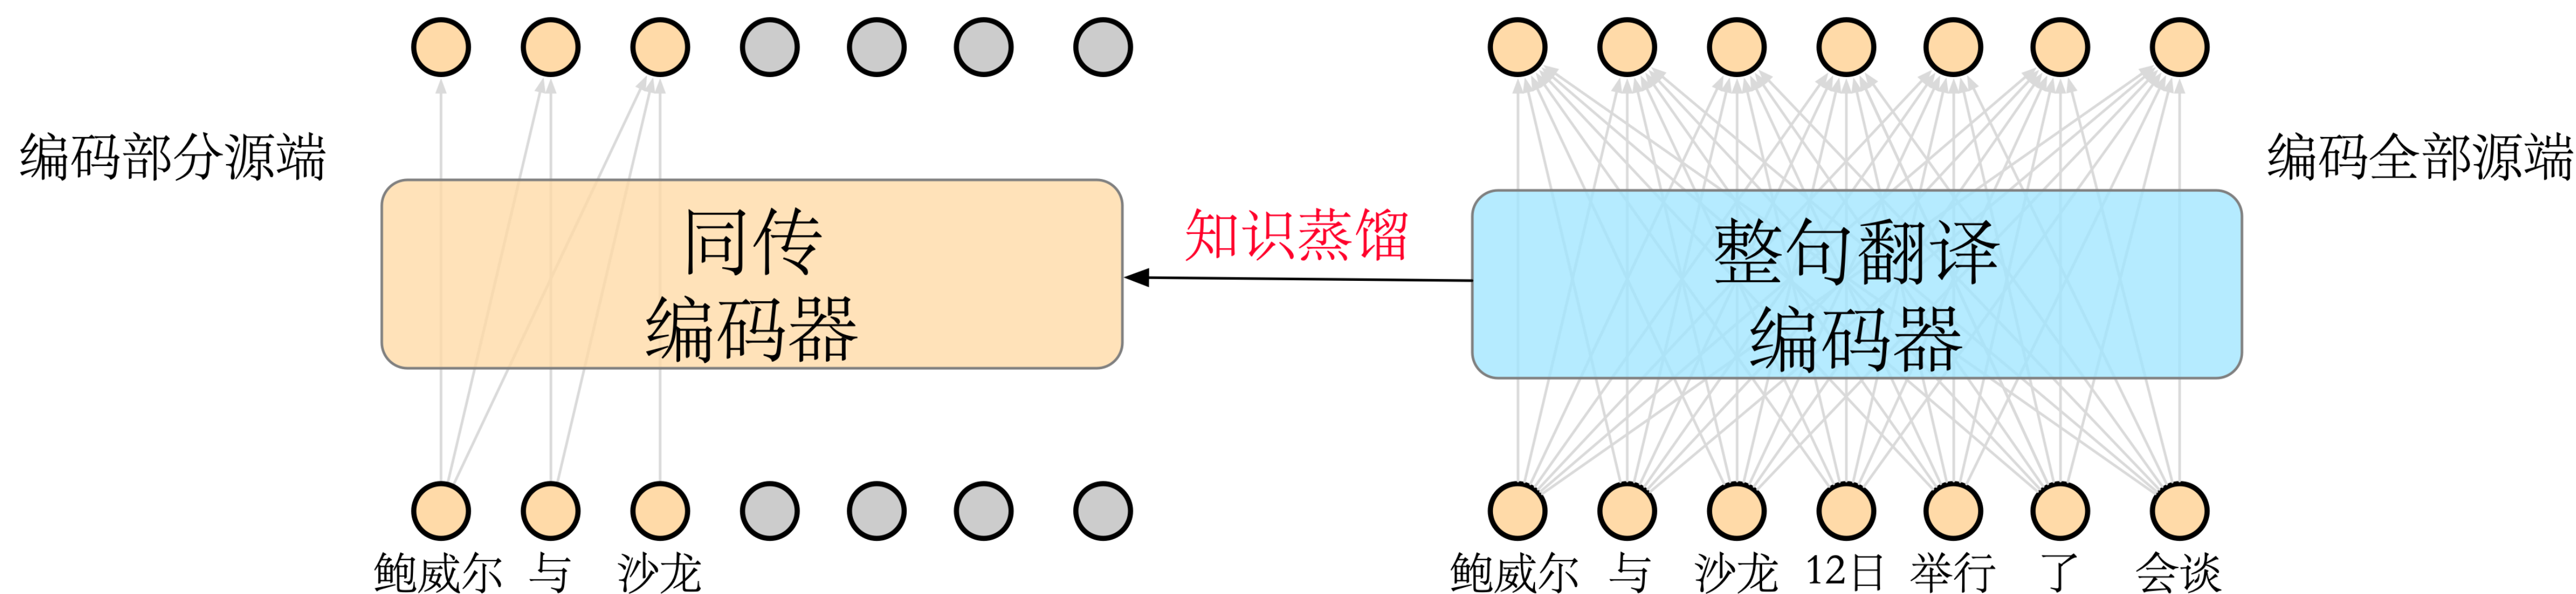 编码部分源端
同传
编码器
知识蒸馏
整句翻译
编码器
编码全部源端
鲍威尔 与 沙龙
鲍威尔 与 沙龙 12日 举行 了 会谈